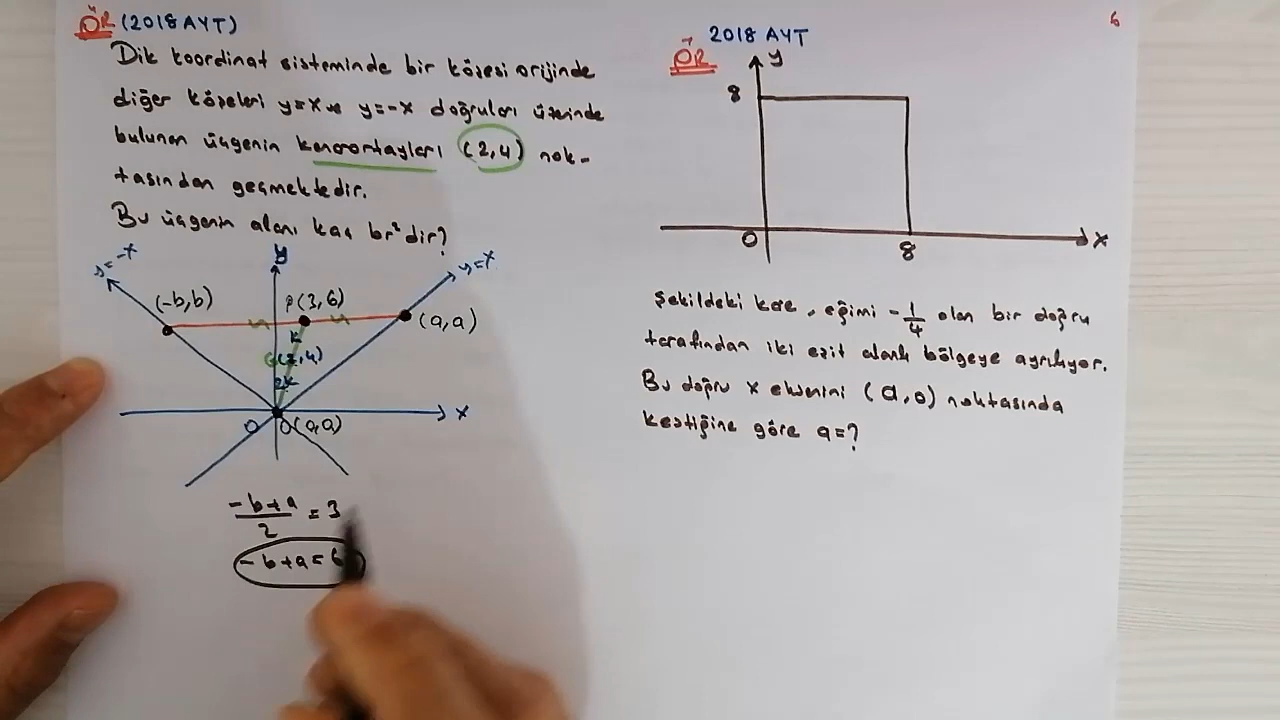 ÖR (2018 AYT)
Dik koordinat sisteminde bir köşesi orijinde
diğer köşeleri y=x ve y=-x doğruları üzerinde
bulunan üçgenin kenarortayları (2,4) nok-
tasından geçmektedir.
Bu üçgenin alanı kaç br² dir?
y=-x
y
y=x
(-b,b)
P(3,6)
(a,a)
k
G(2,4)
2k
x
O
O(0,0)
-b+a/2 = 3
-b+a=6
6
2018 AYT
ÖR
y
8
O
8
x
Şekildeki kare, eğimi -1/4 olan bir doğru
tarafından iki eşit alanlı bölgeye ayrılıyor.
Bu doğru x eksenini (a,0) noktasında
kestiğine göre a=?